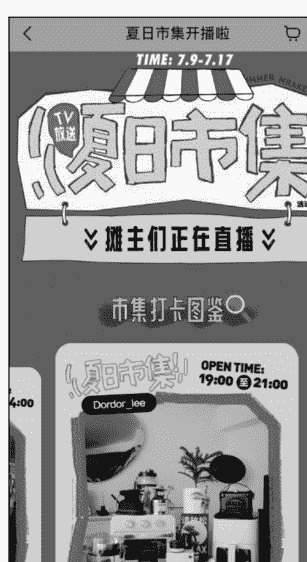 夏日市集开播啦
TIME: 7.9-7.17
TV
放送
夏日市集
摊主们正在直播
市集打卡图鉴
夏日市集
OPEN TIME:
19:00 至 21:00
Dordor_lee
4:00